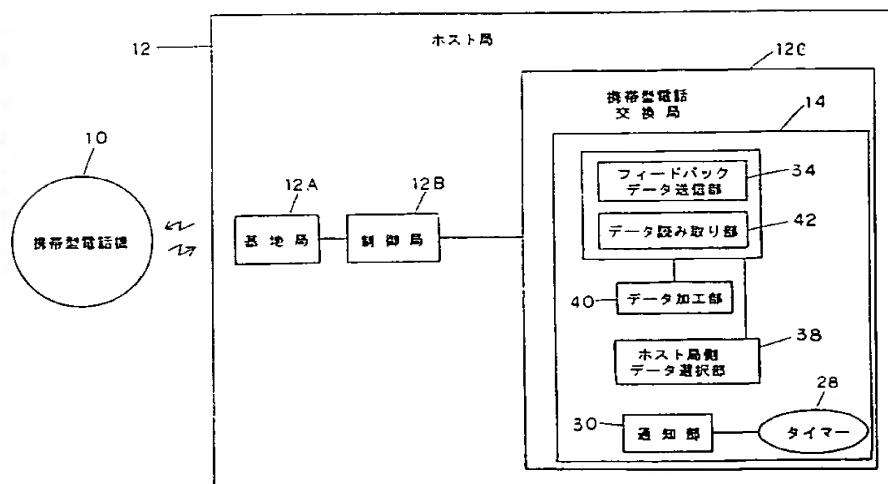 12
ホスト局
12C
携帯型電話
交換局
14
10
フィードバック
データ送信部
34
12A
12B
データ読み取り部
42
携帯型電話機
基地局
制御局
40
データ加工部
38
ホスト局側
データ選択部
28
30
通知部
タイマー